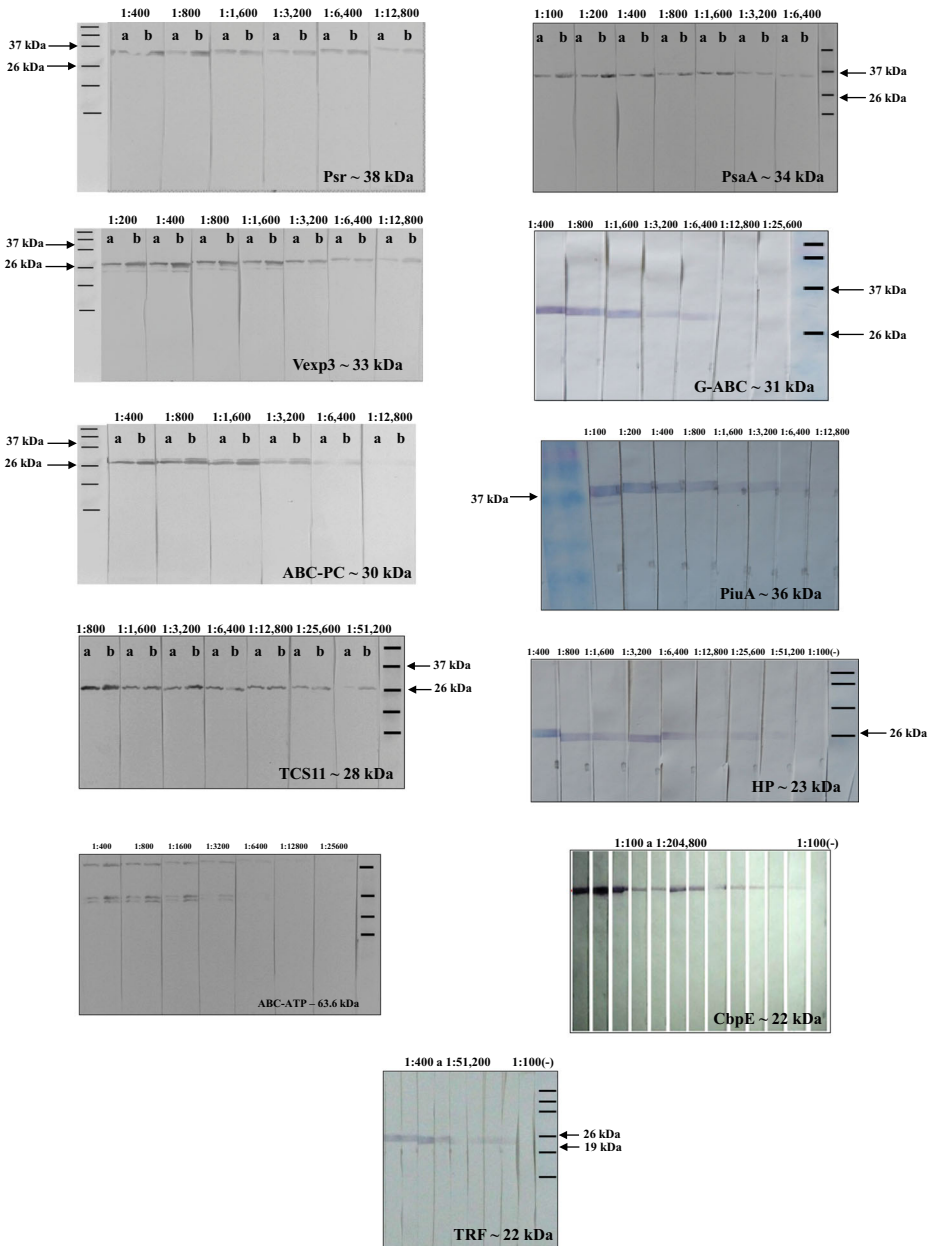 1:400 1:800 1:1,600 1:3,200 1:6,400 1:12,800
a b a b a b a b a b a b
37 kDa
26 kDa
Psr ~ 38 kDa
1:100 1:200 1:400 1:800 1:1,600 1:3,200 1:6,400
a b a b a b a b a b a b a b
37 kDa
26 kDa
PsaA ~ 34 kDa
1:200 1:400 1:800 1:1,600 1:3,200 1:6,400 1:12,800
a b a b a b a b a b a b a b
37 kDa
26 kDa
Vexp3 ~ 33 kDa
1:400 1:800 1:1,600 1:3,200 1:6,400 1:12,800 1:25,600
37 kDa
26 kDa
G-ABC ~ 31 kDa
1:400 1:800 1:1,600 1:3,200 1:6,400 1:12,800
a b a b a b a b a b a b
37 kDa
26 kDa
ABC-PC ~ 30 kDa
1:100 1:200 1:400 1:800 1:1,600 1:3,200 1:6,400 1:12,800
37 kDa
PiuA ~ 36 kDa
1:800 1:1,600 1:3,200 1:6,400 1:12,800 1:25,600 1:51,200
a b a b a b a b a b a b a b
37 kDa
26 kDa
TCS11 ~ 28 kDa
1:400 1:800 1:1,600 1:3,200 1:6,400 1:12,800 1:25,600 1:51,200 1:100(-)
26 kDa
HP ~ 23 kDa
1:400 1:800 1:1600 1:3200 1:6400 1:12800 1:25600
ABC-ATP – 63.6 kDa
1:100 a 1:204,800 1:100(-)
CbpE ~ 22 kDa
1:400 a 1:51,200 1:100(-)
26 kDa
19 kDa
TRF ~ 22 kDa